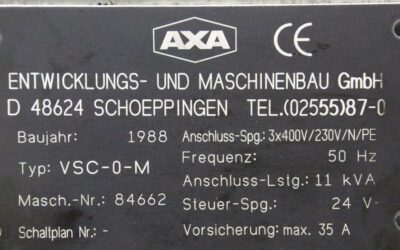 AXA CE
ENTWICKLUNGS- UND MASCHINENBAU GmbH
D 48624 SCHOEPPINGEN TEL.(02555)87-0
Baujahr: 1988 Anschluss-Spg.: 3x400V/230V/N/PE
Frequenz: 50 Hz
Typ: VSC-0-M
Anschluss-Lstg.: 11 kVA
Masch.-Nr.: 84662 Steuer-Spg.: 24 V-
Schaltplan Nr.: - Vorsicherung: max. 35 A